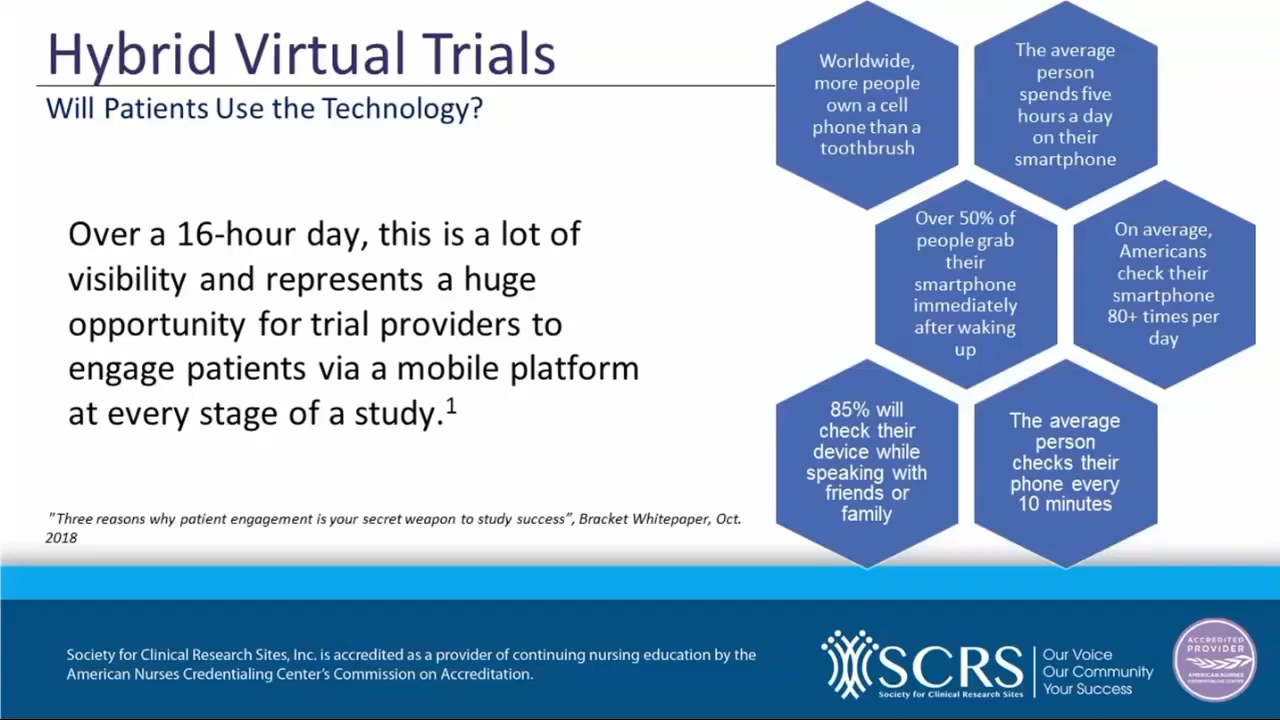 Hybrid Virtual Trials
Will Patients Use the Technology?
Over a 16-hour day, this is a lot of
visibility and represents a huge
opportunity for trial providers to
engage patients via a mobile platform
at every stage of a study.¹
"Three reasons why patient engagement is your secret weapon to study success", Bracket Whitepaper, Oct.
2018
Worldwide,
more people
own a cell
phone than a
toothbrush
The average
person
spends five
hours a day
on their
smartphone
Over 50% of
people grab
their
smartphone
immediately
after waking
up
On average,
Americans
check their
smartphone
80+ times per
day
85% will
check their
device while
speaking with
friends or
family
The average
person
checks their
phone every
10 minutes
Society for Clinical Research Sites, Inc. is accredited as a provider of continuing nursing education by the
American Nurses Credentialing Center's Commission on Accreditation.
SCRS
Society for Clinical Research Sites
Our Voice
Our Community
Your Success
ACCREDITED
PROVIDER
AMERICAN NURSES
CREDENTIALING CENTER